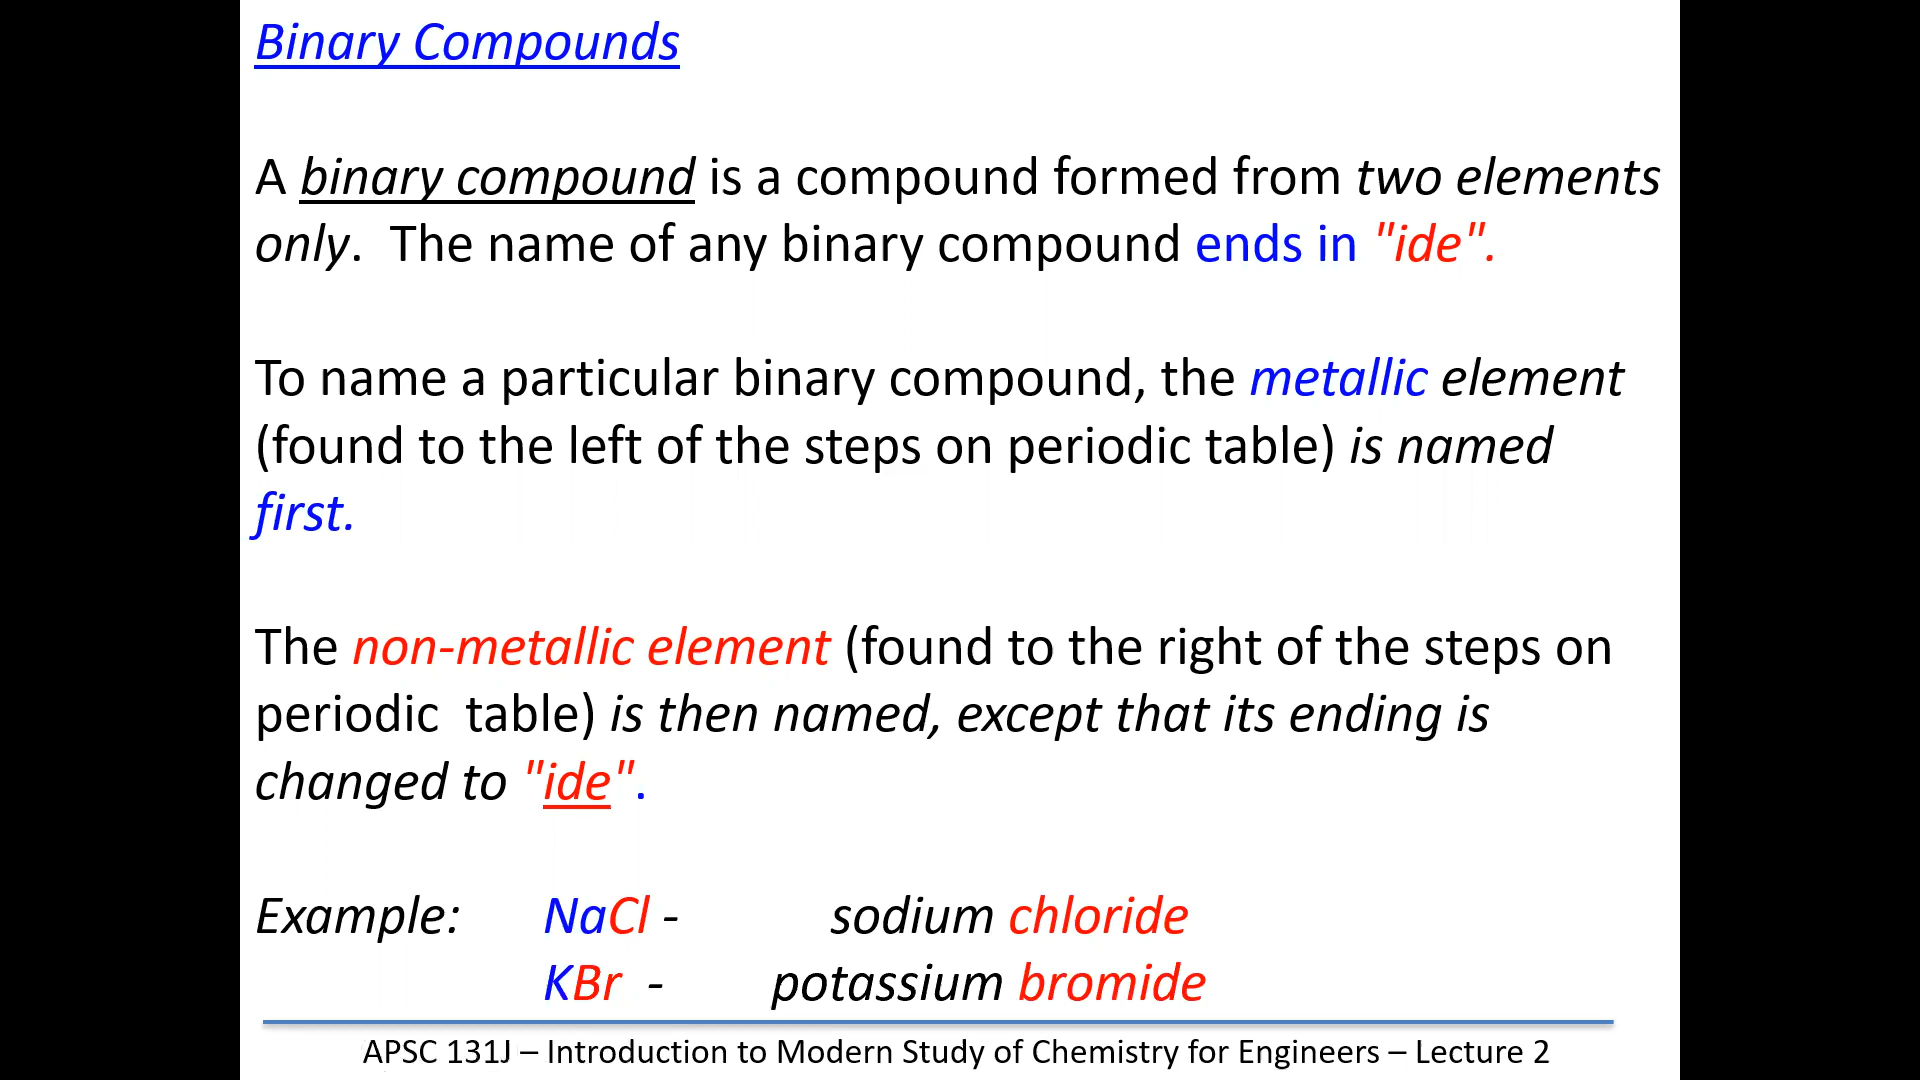 Binary Compounds
A binary compound is a compound formed from two elements
only.  The name of any binary compound ends in "ide".
To name a particular binary compound, the metallic element
(found to the left of the steps on periodic table) is named
first.
The non-metallic element (found to the right of the steps on
periodic  table) is then named, except that its ending is
changed to "ide".
Example: NaCl - sodium chloride
KBr - potassium bromide
APSC 131J – Introduction to Modern Study of Chemistry for Engineers – Lecture 2